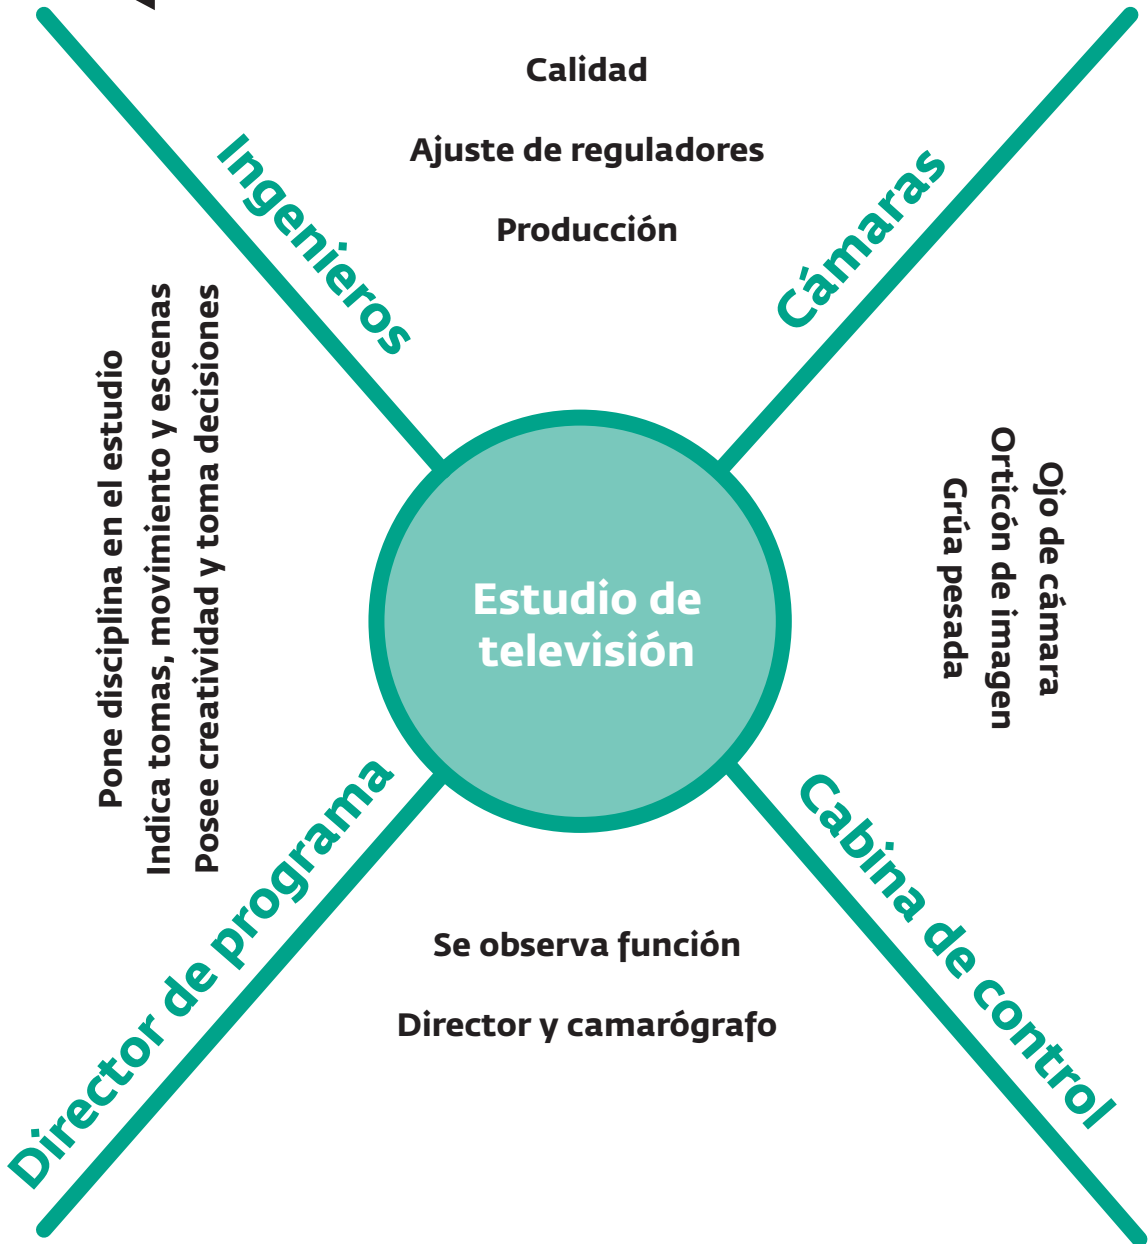 Ingenieros
Calidad
Ajuste de reguladores
Producción
Cámaras
Ojo de cámara
Orticón de imagen
Grúa pesada
Estudio de
televisión
Cabina de control
Se observa función
Director y camarógrafo
Director de programa
Pone disciplina en el estudio
Indica tomas, movimiento y escenas
Posee creatividad y toma decisiones